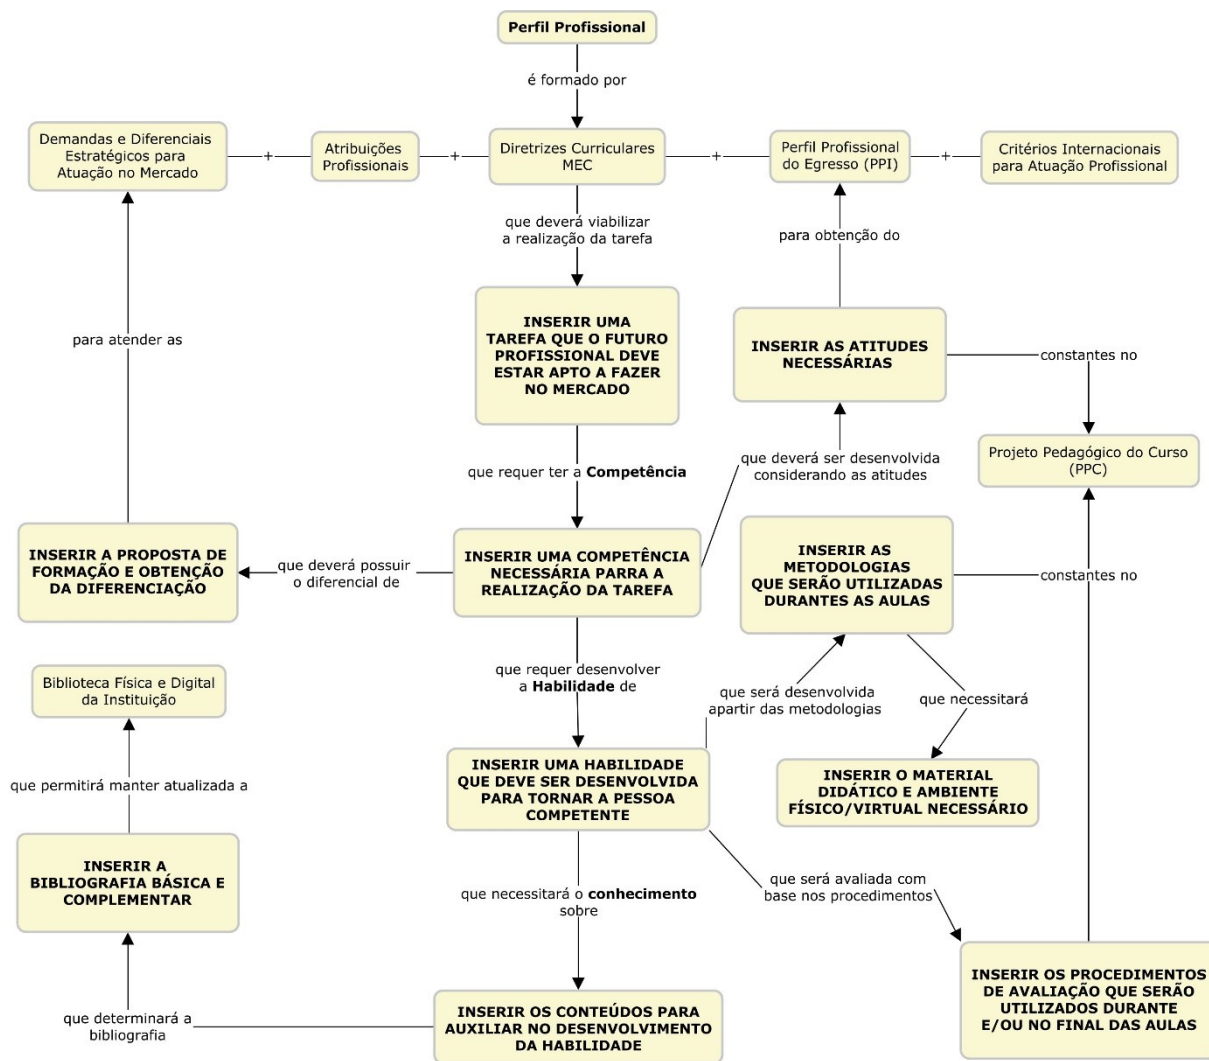 Perfil Profissional
é formado por
Demandas e Diferenciais
Estratégicos para
Atuação no Mercado
+
Atribuições
Profissionais
+
Diretrizes Curriculares
MEC
+
Perfil Profissional
do Egresso (PPI)
+
Critérios Internacionais
para Atuação Profissional
que deverá viabilizar
a realização da tarefa
para obtenção do
para atender as
INSERIR UMA
TAREFA QUE O FUTURO
PROFISSIONAL DEVE
ESTAR APTO A FAZER
NO MERCADO
INSERIR AS ATITUDES
NECESSÁRIAS
constantes no
que requer ter a Competência
que deverá ser desenvolvida
considerando as atitudes
Projeto Pedagógico do Curso
(PPC)
INSERIR A PROPOSTA DE
FORMAÇÃO E OBTENÇÃO
DA DIFERENCIAÇÃO
que deverá possuir
o diferencial de
INSERIR UMA COMPETÊNCIA
NECESSÁRIA PARRA A
REALIZAÇÃO DA TAREFA
INSERIR AS
METODOLOGIAS
QUE SERÃO UTILIZADAS
DURANTES AS AULAS
constantes no
Biblioteca Física e Digital
da Instituição
que requer desenvolver
a Habilidade de
que será desenvolvida
apartir das metodologias
que necessitará
que permitirá manter atualizada a
INSERIR UMA HABILIDADE
QUE DEVE SER DESENVOLVIDA
PARA TORNAR A PESSOA
COMPETENTE
INSERIR O MATERIAL
DIDÁTICO E AMBIENTE
FÍSICO/VIRTUAL NECESSÁRIO
INSERIR A
BIBLIOGRAFIA BÁSICA E
COMPLEMENTAR
que necessitará o conhecimento
sobre
que será avaliada com
base nos procedimentos
que determinará a
bibliografia
INSERIR OS CONTEÚDOS PARA
AUXILIAR NO DESENVOLVIMENTO
DA HABILIDADE
INSERIR OS PROCEDIMENTOS
DE AVALIAÇÃO QUE SERÃO
UTILIZADOS DURANTE
E/OU NO FINAL DAS AULAS